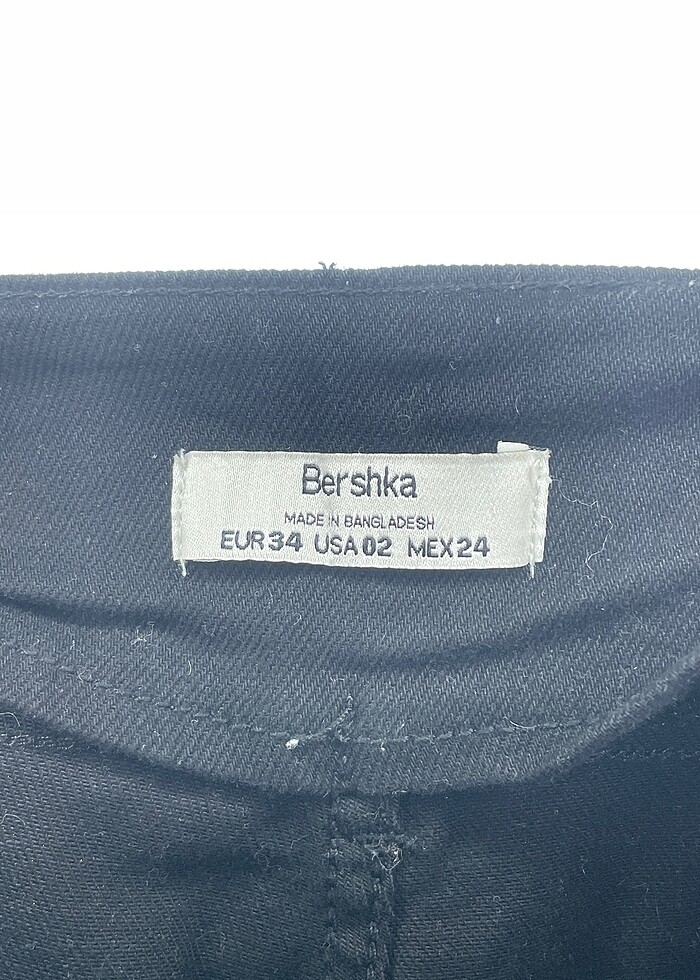 Bershka
MADE IN BANGLADESH
EUR 34 USA 02 MEX 24